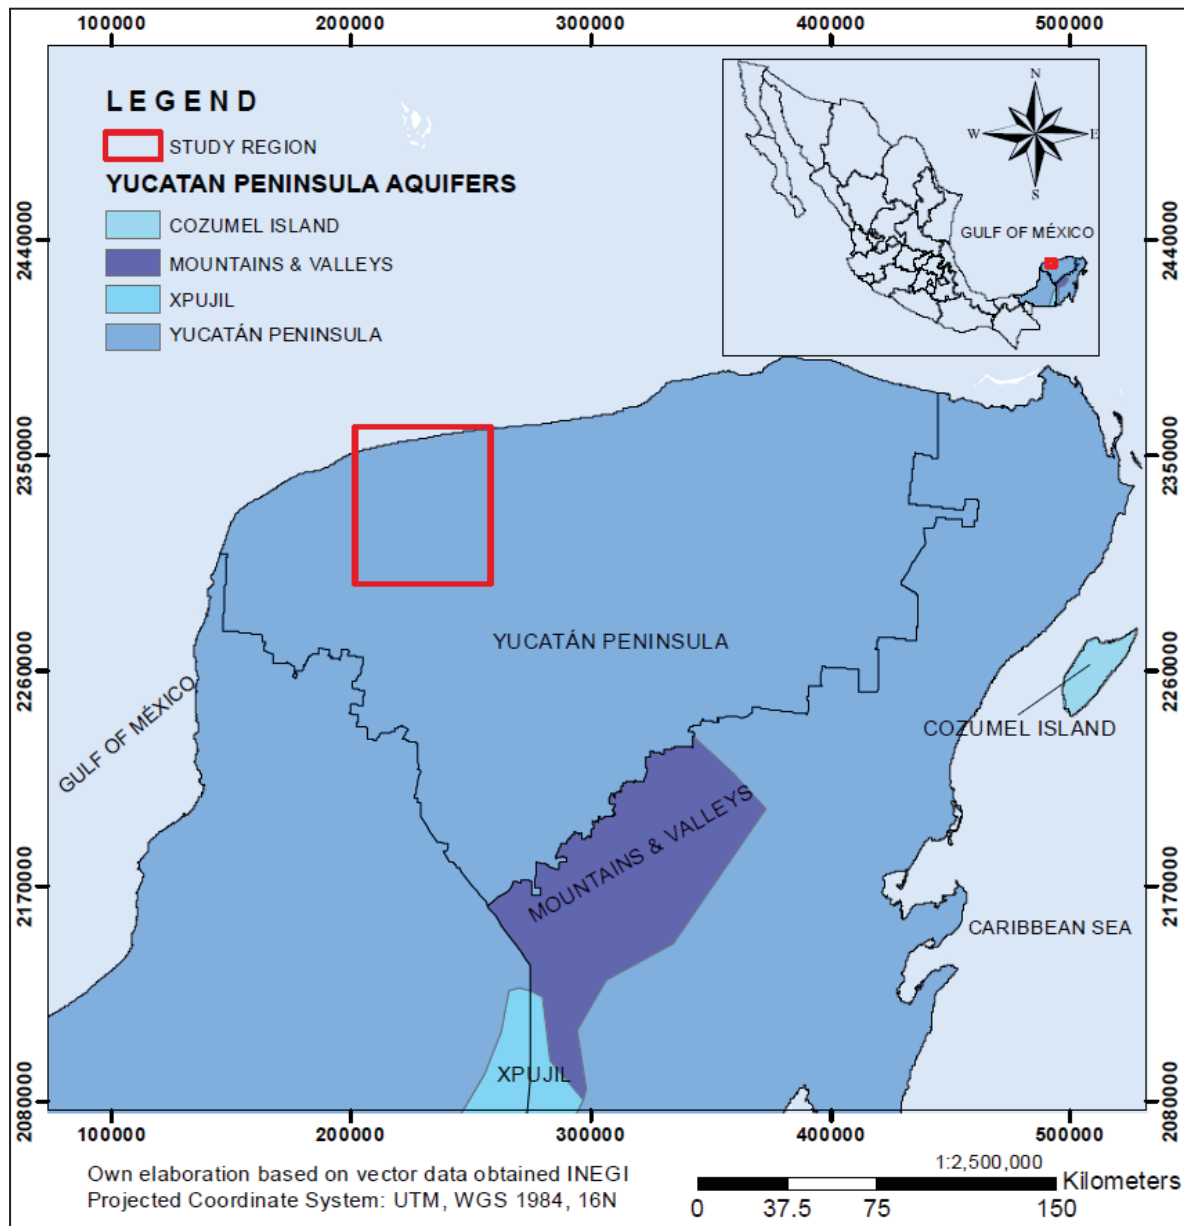 100000 200000 300000 400000 500000
LEGEND
STUDY REGION
YUCATAN PENINSULA AQUIFERS
COZUMEL ISLAND
MOUNTAINS & VALLEYS
XPUJIL
YUCATÁN PENINSULA
N
W E
S
GULF OF MÉXICO
2440000 2440000
2350000 2350000
YUCATÁN PENINSULA
2260000 2260000
GULF OF MÉXICO
COZUMEL ISLAND
MOUNTAINS & VALLEYS
2170000 2170000
CARIBBEAN SEA
XPUJIL
2080000 2080000
100000 200000 300000 400000 500000
Own elaboration based on vector data obtained INEGI
Projected Coordinate System: UTM, WGS 1984, 16N
1:2,500,000
Kilometers
0 37.5 75 150